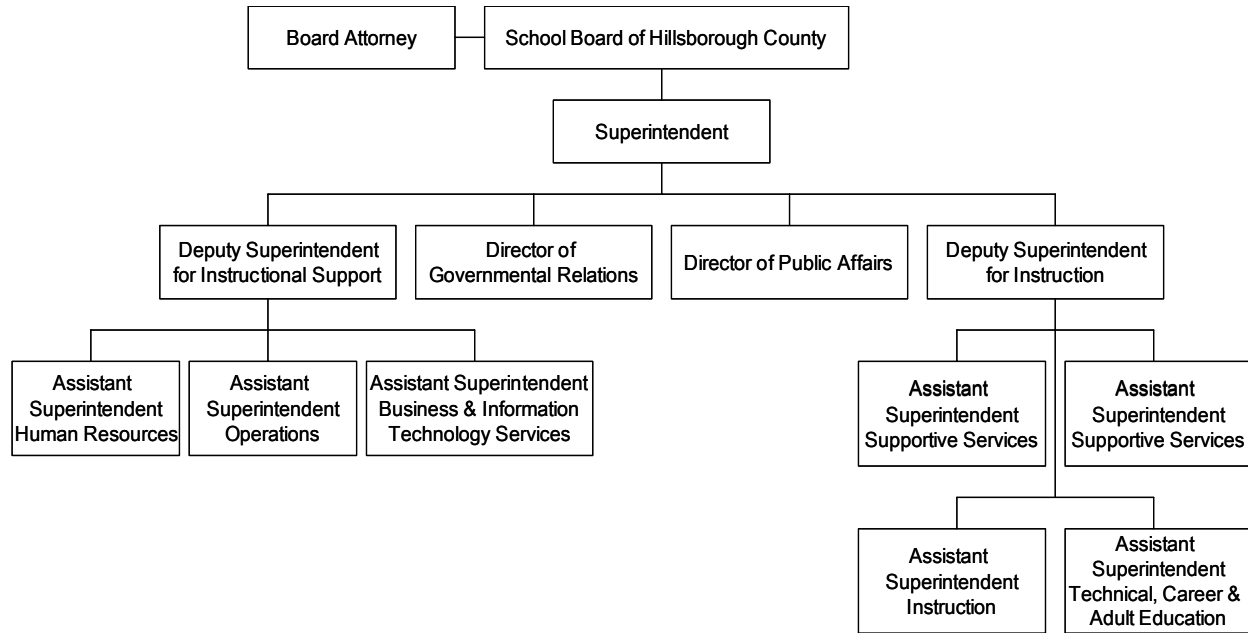 Board Attorney
School Board of Hillsborough County
Superintendent
Deputy Superintendent
for Instructional Support
Director of
Governmental Relations
Director of Public Affairs
Deputy Superintendent
for Instruction
Assistant
Superintendent
Human Resources
Assistant
Superintendent
Operations
Assistant Superintendent
Business & Information
Technology Services
Assistant
Superintendent
Supportive Services
Assistant
Superintendent
Supportive Services
Assistant
Superintendent
Instruction
Assistant
Superintendent
Technical, Career &
Adult Education